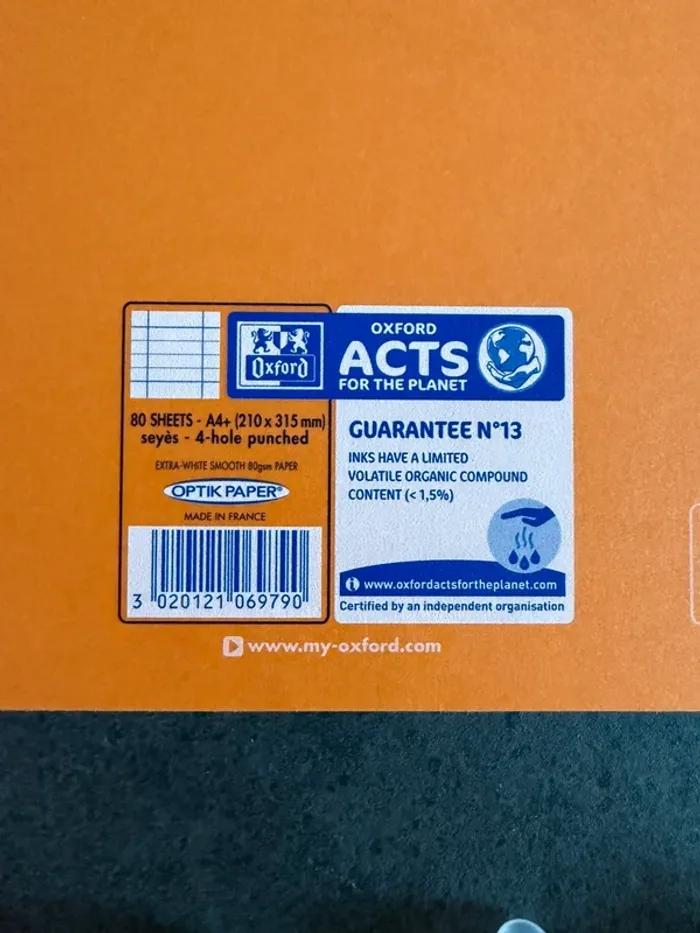 Oxford
OXFORD
ACTS
FOR THE PLANET
80 SHEETS - A4+ (210 x 315 mm)
seyès - 4-hole punched
EXTRA-WHITE SMOOTH 80gsm PAPER
OPTIK PAPER®
MADE IN FRANCE
3 020121 069790
GUARANTEE N°13
INKS HAVE A LIMITED
VOLATILE ORGANIC COMPOUND
CONTENT (< 1,5%)
i www.oxfordactsfortheplanet.com
Certified by an independent organisation
www.my-oxford.com